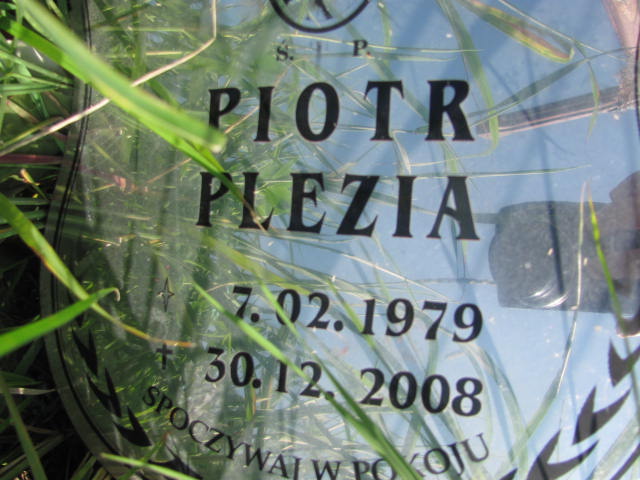 Ś. P.
PIOTR
PLEZIA
7. 02. 1979
30. 12. 2008
SPOCZYWAJ W POKOJU